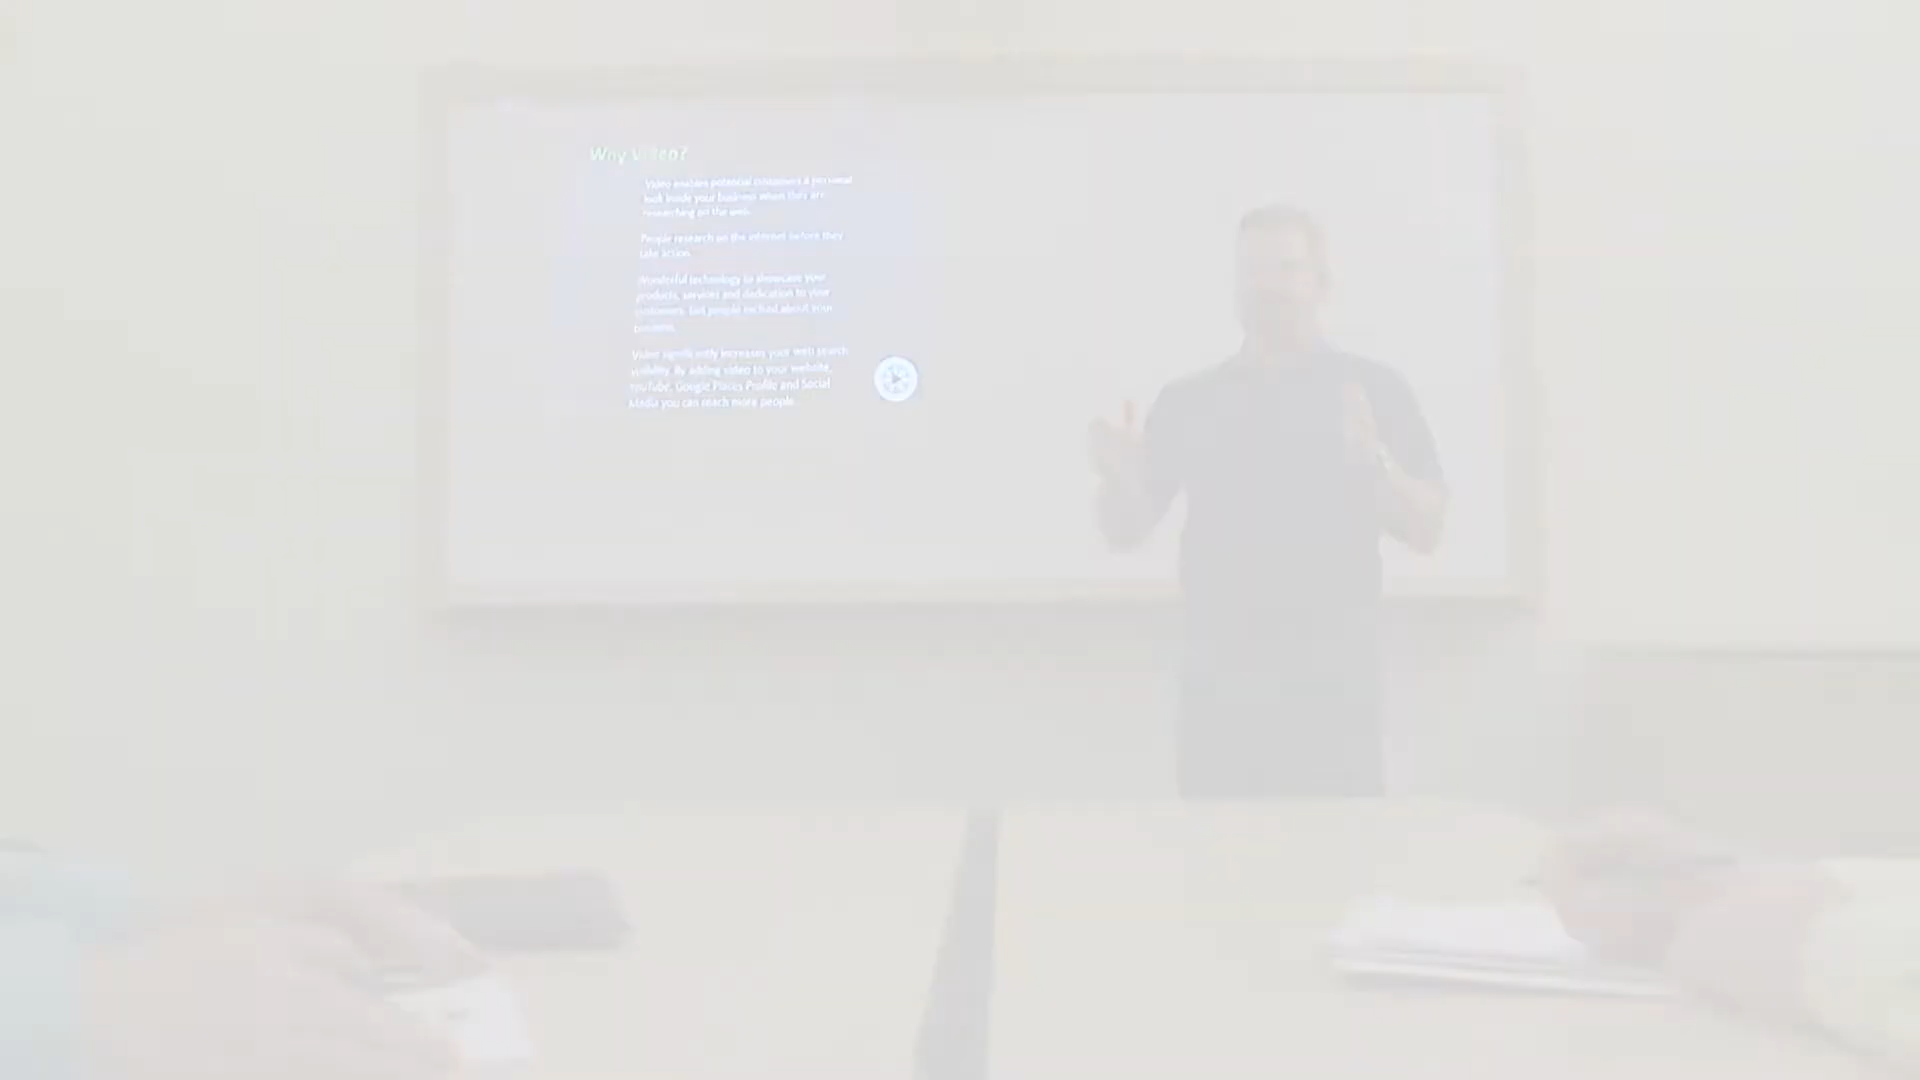 Why Video?
Video enables potential customers a personal
look inside your business when they are
researching on the web.
People research on the internet before they
take action.
Wonderful technology to showcase your
products, services and dedication to your
customers. Get people excited about your
business.
Video significantly increases your web search
visibility. By adding video to your website,
YouTube, Google Places Profile and Social
Media you can reach more people.